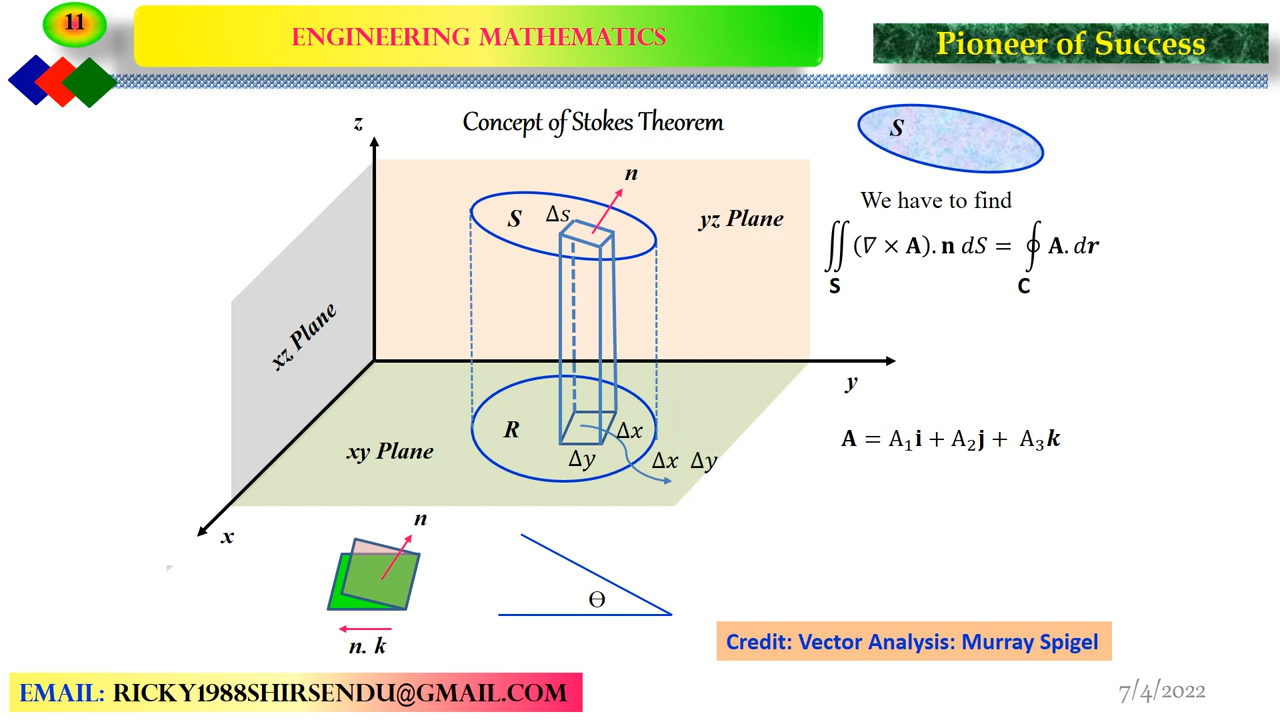 11
ENGINEERING MATHEMATICS
Pioneer of Success
Concept of Stokes Theorem
z
n
S
Δs
yz Plane
xz Plane
y
R
Δx
xy Plane
Δy
Δx Δy
x
S
We have to find
∬ (∇ × A). n dS = ∮ A. dr
S C
A = A₁i + A₂j + A₃k
n
n. k
Θ
Credit: Vector Analysis: Murray Spigel
EMAIL: RICKY1988SHIRSENDU@GMAIL.COM
7/4/2022